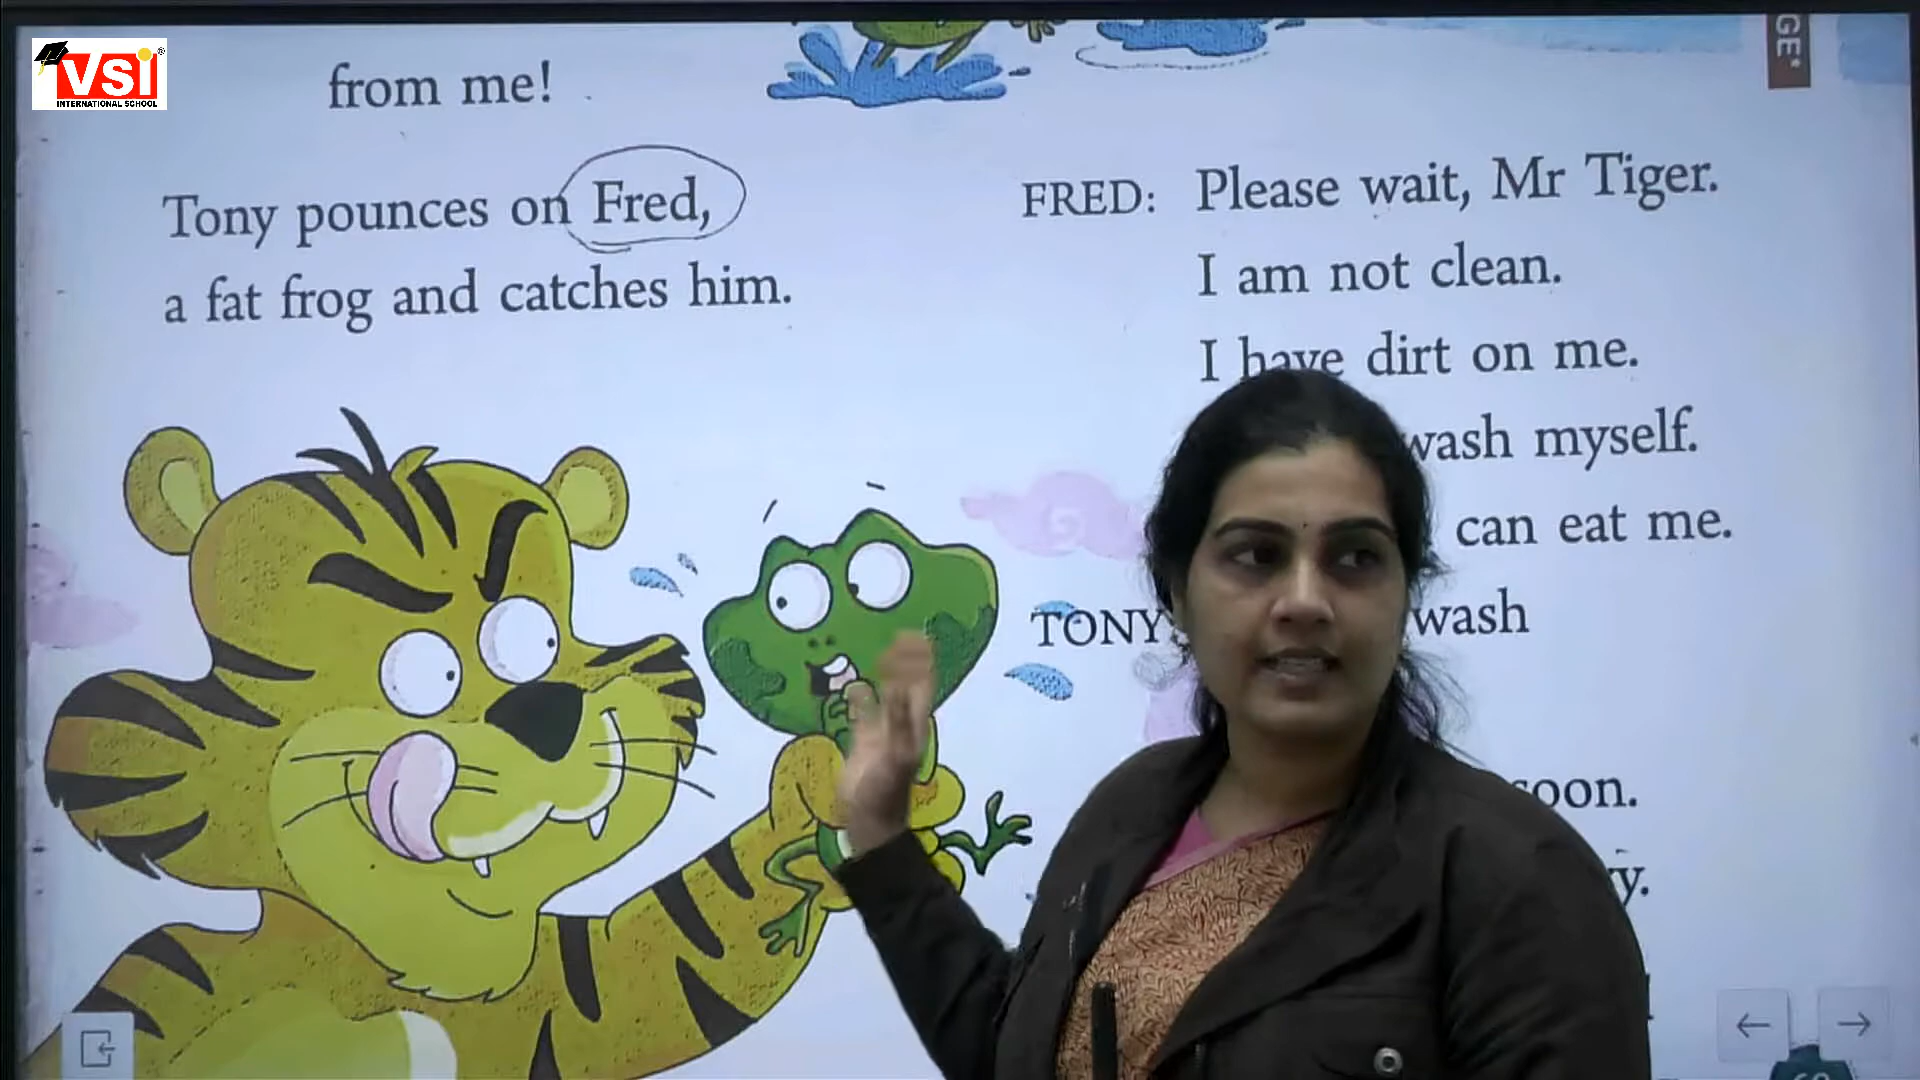 VSI
INTERNATIONAL SCHOOL
from me!
Tony pounces on Fred,
a fat frog and catches him.
GE*
FRED: Please wait, Mr Tiger.
I am not clean.
I have dirt on me.
wash myself.
can eat me.
TONY: wash
soon.